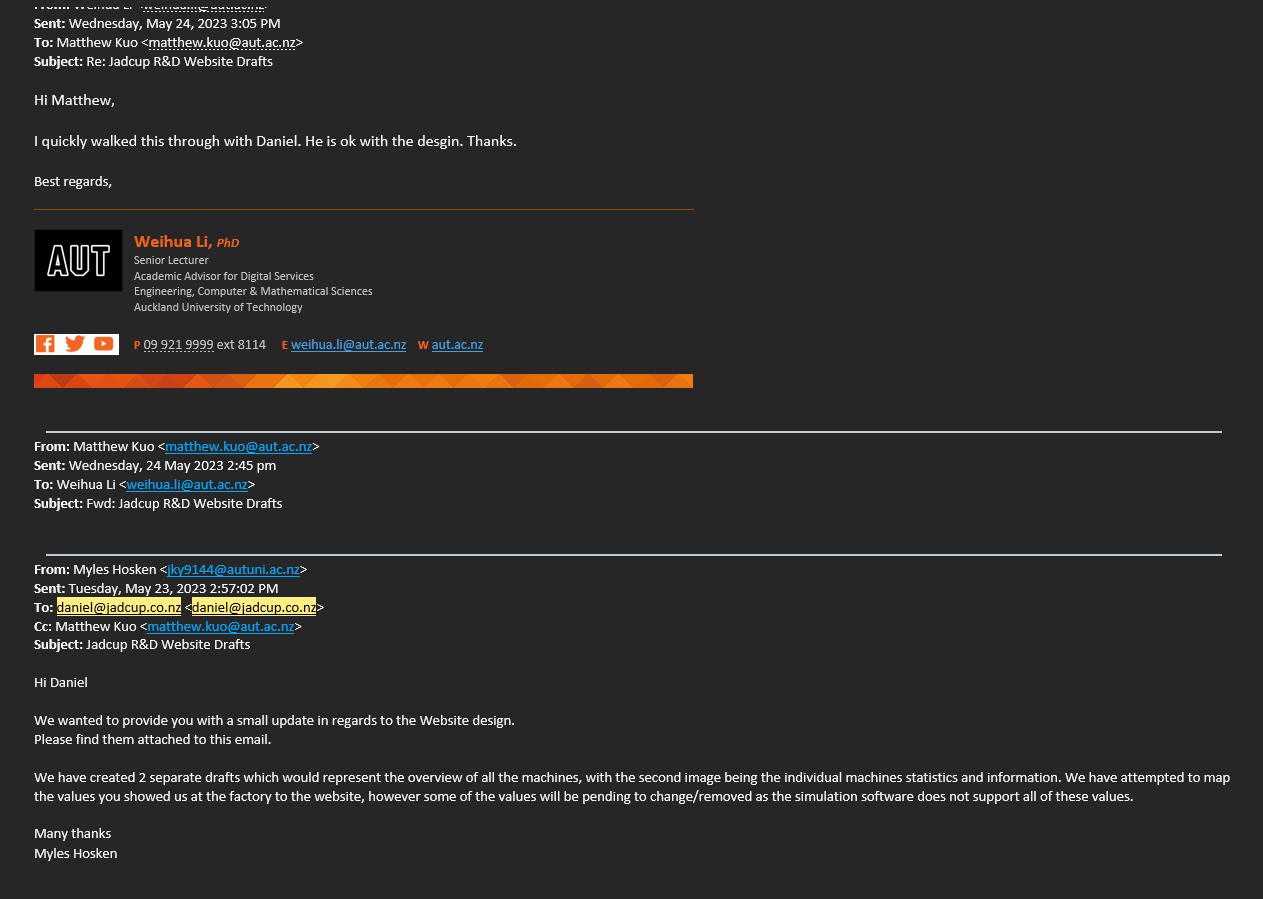 From: Weihua Li <weihua.li@aut.ac.nz>
Sent: Wednesday, May 24, 2023 3:05 PM
To: Matthew Kuo <matthew.kuo@aut.ac.nz>
Subject: Re: Jadcup R&D Website Drafts
Hi Matthew,
I quickly walked this through with Daniel. He is ok with the desgin. Thanks.
Best regards,
AUT
Weihua Li, PhD
Senior Lecturer
Academic Advisor for Digital Services
Engineering, Computer & Mathematical Sciences
Auckland University of Technology
P 09 921 9999 ext 8114 E weihua.li@aut.ac.nz W aut.ac.nz
From: Matthew Kuo <matthew.kuo@aut.ac.nz>
Sent: Wednesday, 24 May 2023 2:45 pm
To: Weihua Li <weihua.li@aut.ac.nz>
Subject: Fwd: Jadcup R&D Website Drafts
From: Myles Hosken <jky9144@autuni.ac.nz>
Sent: Tuesday, May 23, 2023 2:57:02 PM
To: daniel@jadcup.co.nz <daniel@jadcup.co.nz>
Cc: Matthew Kuo <matthew.kuo@aut.ac.nz>
Subject: Jadcup R&D Website Drafts
Hi Daniel
We wanted to provide you with a small update in regards to the Website design.
Please find them attached to this email.
We have created 2 separate drafts which would represent the overview of all the machines, with the second image being the individual machines statistics and information. We have attempted to map
the values you showed us at the factory to the website, however some of the values will be pending to change/removed as the simulation software does not support all of these values.
Many thanks
Myles Hosken